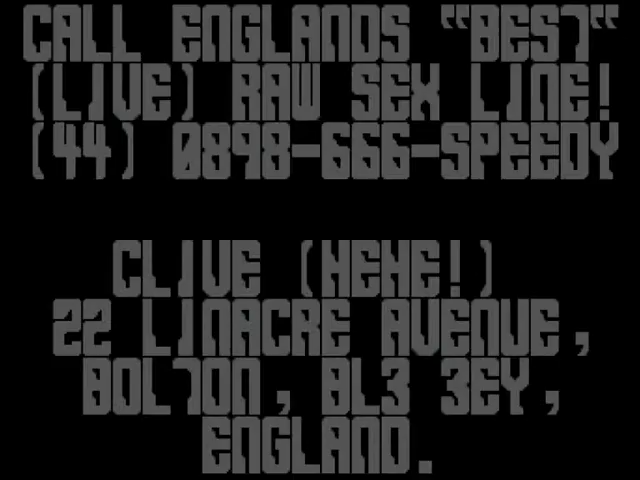 CALL ENGLANDS "BEST"
(LIVE) RAW SEX LINE!
(44) 0898-666-SPEEDY
CLIVE (HEHE!)
22 LINACRE AVENUE,
BOLTON, BL3 3EY,
ENGLAND.